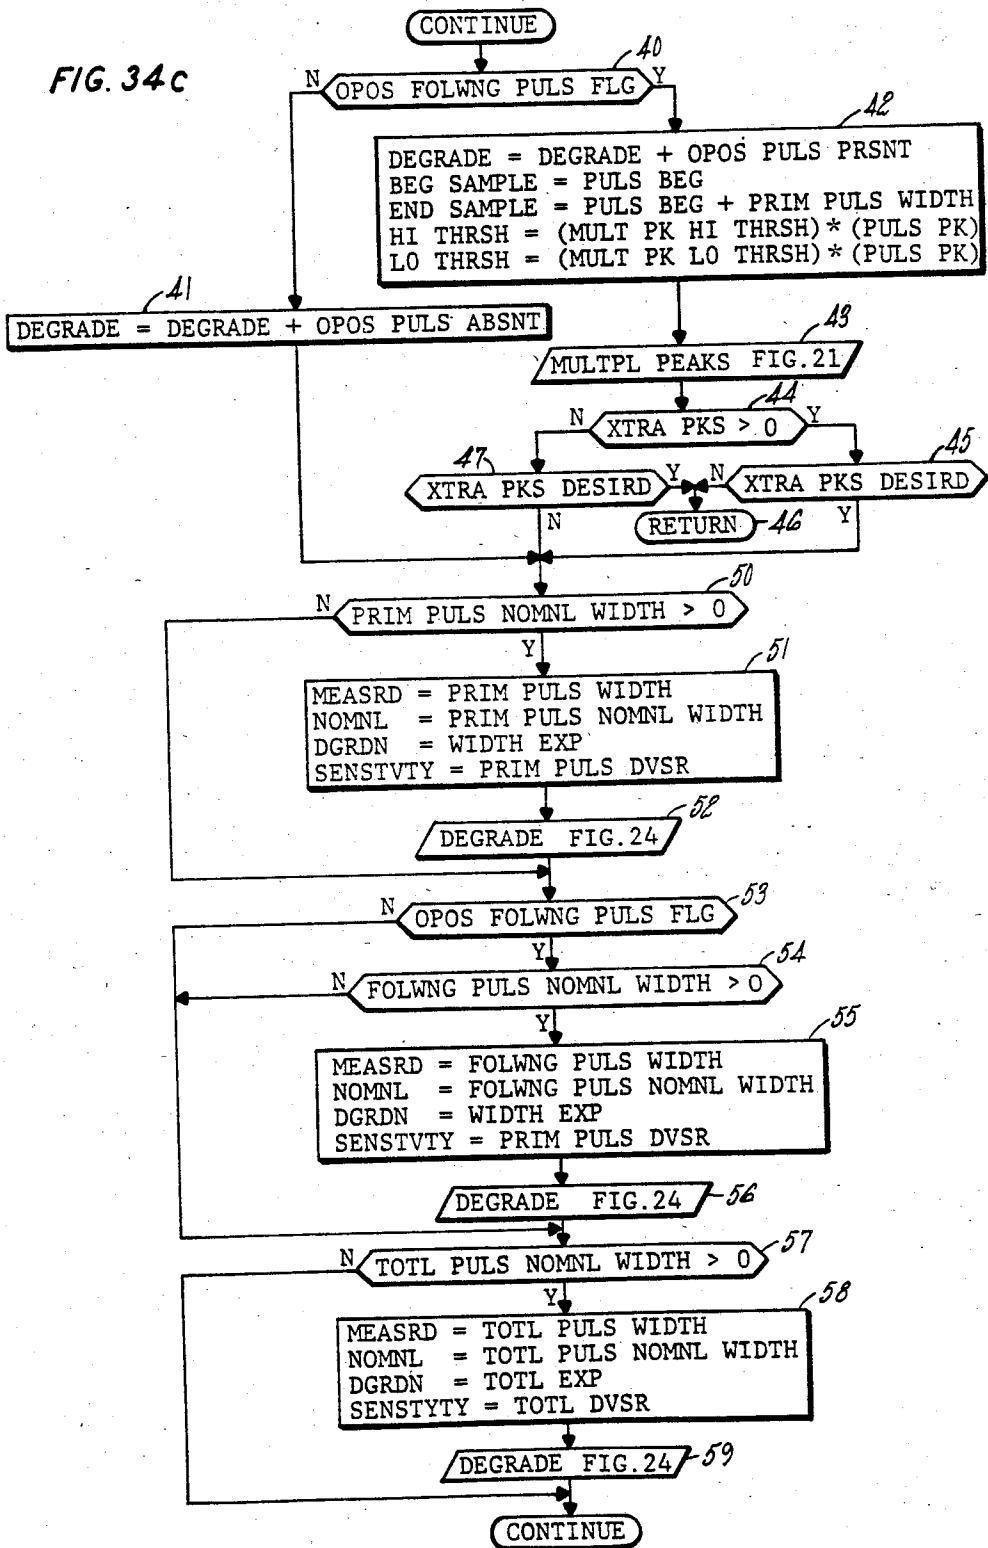 CONTINUE
FIG. 34c
40
N OPOS FOLWNG PULS FLG Y
42
DEGRADE = DEGRADE + OPOS PULS PRSNT
BEG SAMPLE = PULS BEG
END SAMPLE = PULS BEG + PRIM PULS WIDTH
HI THRSH = (MULT PK HI THRSH)*(PULS PK)
LO THRSH = (MULT PK LO THRSH)*(PULS PK)
41
DEGRADE = DEGRADE + OPOS PULS ABSNT
43
MULTPL PEAKS FIG.21
44
N XTRA PKS > 0 Y
47
45
XTRA PKS DESIRD Y N XTRA PKS DESIRD
N RETURN 46 Y
50
N PRIM PULS NOMNL WIDTH > 0
Y
51
MEASRD = PRIM PULS WIDTH
NOMNL = PRIM PULS NOMNL WIDTH
DGRDN = WIDTH EXP
SENSTVTY = PRIM PULS DVSR
52
DEGRADE FIG.24
N OPOS FOLWNG PULS FLG 53
Y
54
N FOLWNG PULS NOMNL WIDTH > 0
Y
55
MEASRD = FOLWNG PULS WIDTH
NOMNL = FOLWNG PULS NOMNL WIDTH
DGRDN = WIDTH EXP
SENSTVTY = PRIM PULS DVSR
DEGRADE FIG.24 56
N TOTL PULS NOMNL WIDTH > 0 57
Y
58
MEASRD = TOTL PULS WIDTH
NOMNL = TOTL PULS NOMNL WIDTH
DGRDN = TOTL EXP
SENSTYTY = TOTL DVSR
DEGRADE FIG.24 59
CONTINUE